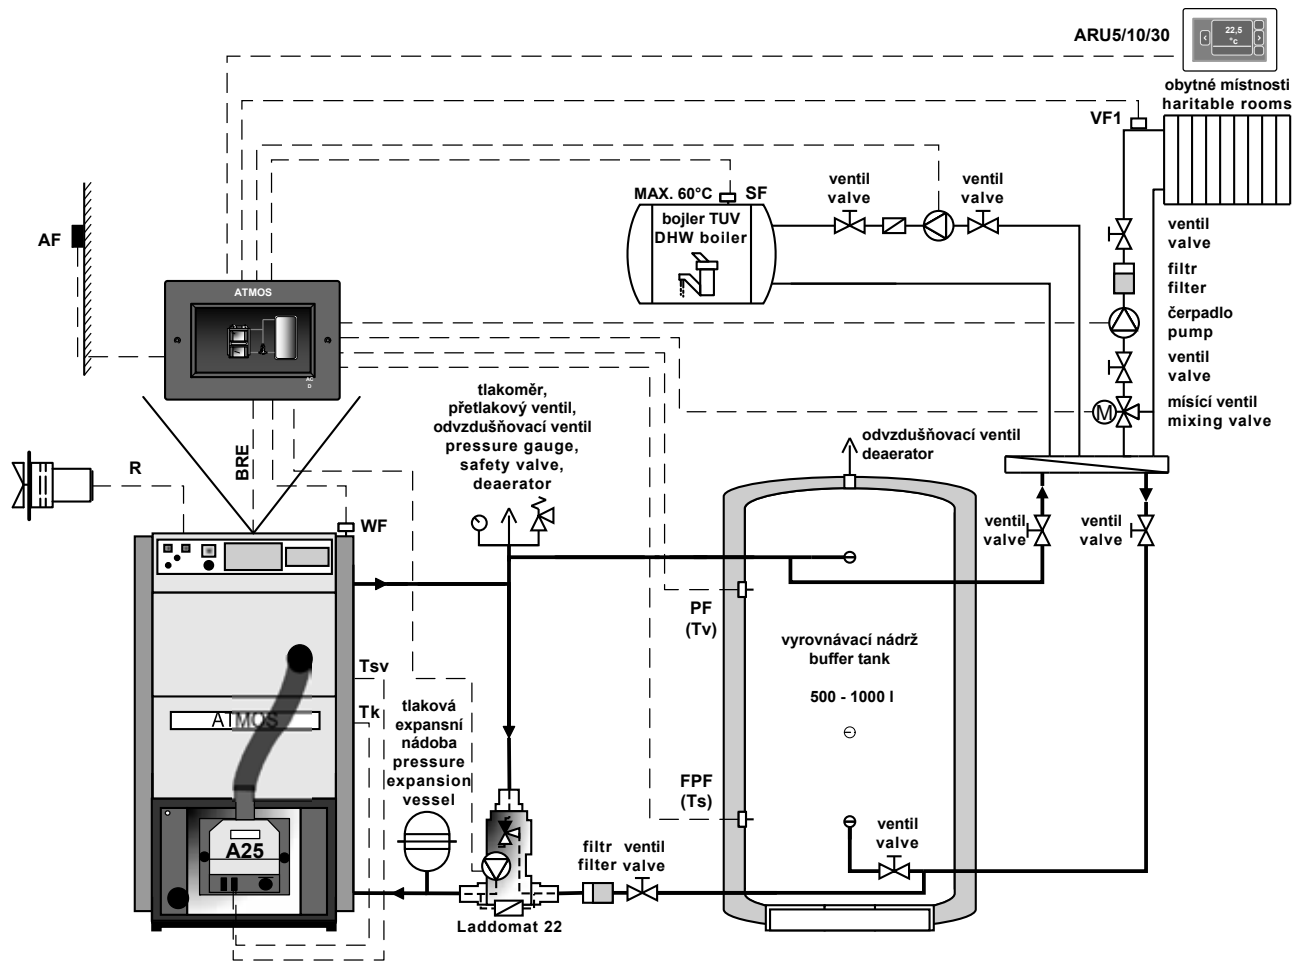 ARU5/10/30
22,5
°c
obytné místnosti
haritable rooms
VF1
MAX. 60°C
SF
bojler TUV
DHW boiler
ventil
valve
ventil
valve
ventil
valve
filtr
filter
čerpadlo
pump
ventil
valve
M
mísící ventil
mixing valve
AF
ATMOS
tlakoměr,
přetlakový ventil,
odvzdušňovací ventil
pressure gauge,
safety valve,
deaerator
odvzdušňovací ventil
deaerator
R
BRE
WF
ventil
valve
ventil
valve
PF
(Tv)
vyrovnávací nádrž
buffer tank
500 - 1000 l
Tsv
Tk
ATMOS
tlaková
expansní
nádoba
pressure
expansion
vessel
FPF
(Ts)
A25
filtr
filter
ventil
valve
ventil
valve
Laddomat 22